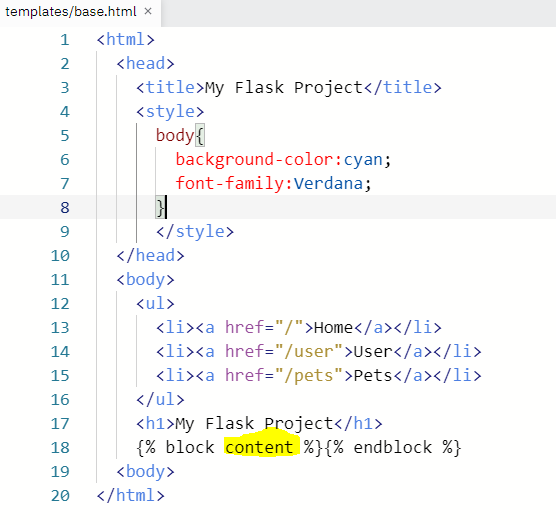 templates/base.html ×
1 <html>
2 <head>
3 <title>My Flask Project</title>
4 <style>
5 body{
6 background-color:cyan;
7 font-family:Verdana;
8 }
9 </style>
10 </head>
11 <body>
12 <ul>
13 <li><a href="/">Home</a></li>
14 <li><a href="/user">User</a></li>
15 <li><a href="/pets">Pets</a></li>
16 </ul>
17 <h1>My Flask Project</h1>
18 {% block content %}{% endblock %}
19 <body>
20 </html>